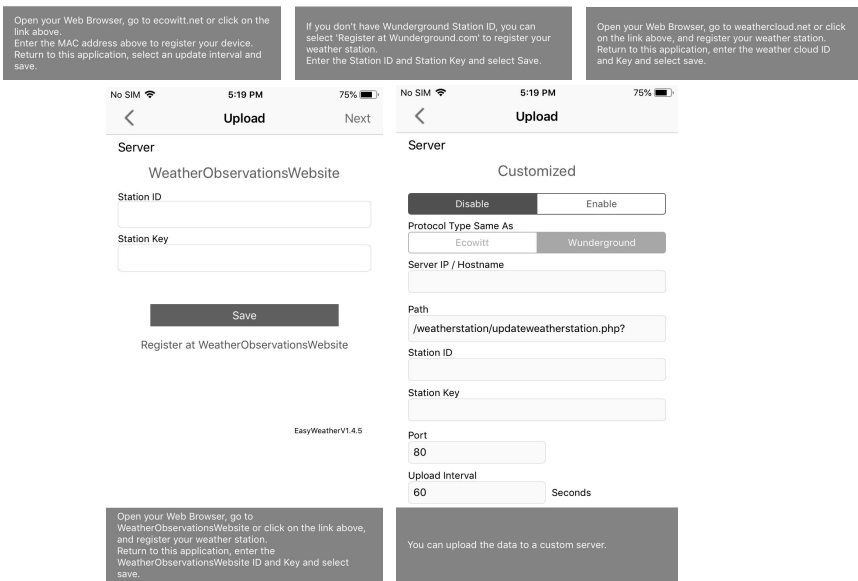 Open your Web Browser, go to ecowitt.net or click on the
link above.
Enter the MAC address above to register your device.
Return to this application, select an update interval and
save.
If you don't have Wunderground Station ID, you can
select 'Register at Wunderground.com' to register your
weather station.
Enter the Station ID and Station Key and select Save.
Open your Web Browser, go to weathercloud.net or click
on the link above, and register your weather station.
Return to this application, enter the weather cloud ID
and Key and select save.
No SIM 5:19 PM 75%
Upload Next
Server
WeatherObservationsWebsite
Station ID
Station Key
Save
Register at WeatherObservationsWebsite
EasyWeatherV1.4.5
Open your Web Browser, go to
WeatherObservationsWebsite or click on the link above,
and register your weather station.
Return to this application, enter the
WeatherObservationsWebsite ID and Key and select
save.
No SIM 5:19 PM 75%
Upload
Server
Customized
Disable Enable
Protocol Type Same As
Ecowitt Wunderground
Server IP / Hostname
Path
/weatherstation/updateweatherstation.php?
Station ID
Station Key
Port
80
Upload Interval
60 Seconds
You can upload the data to a custom server.